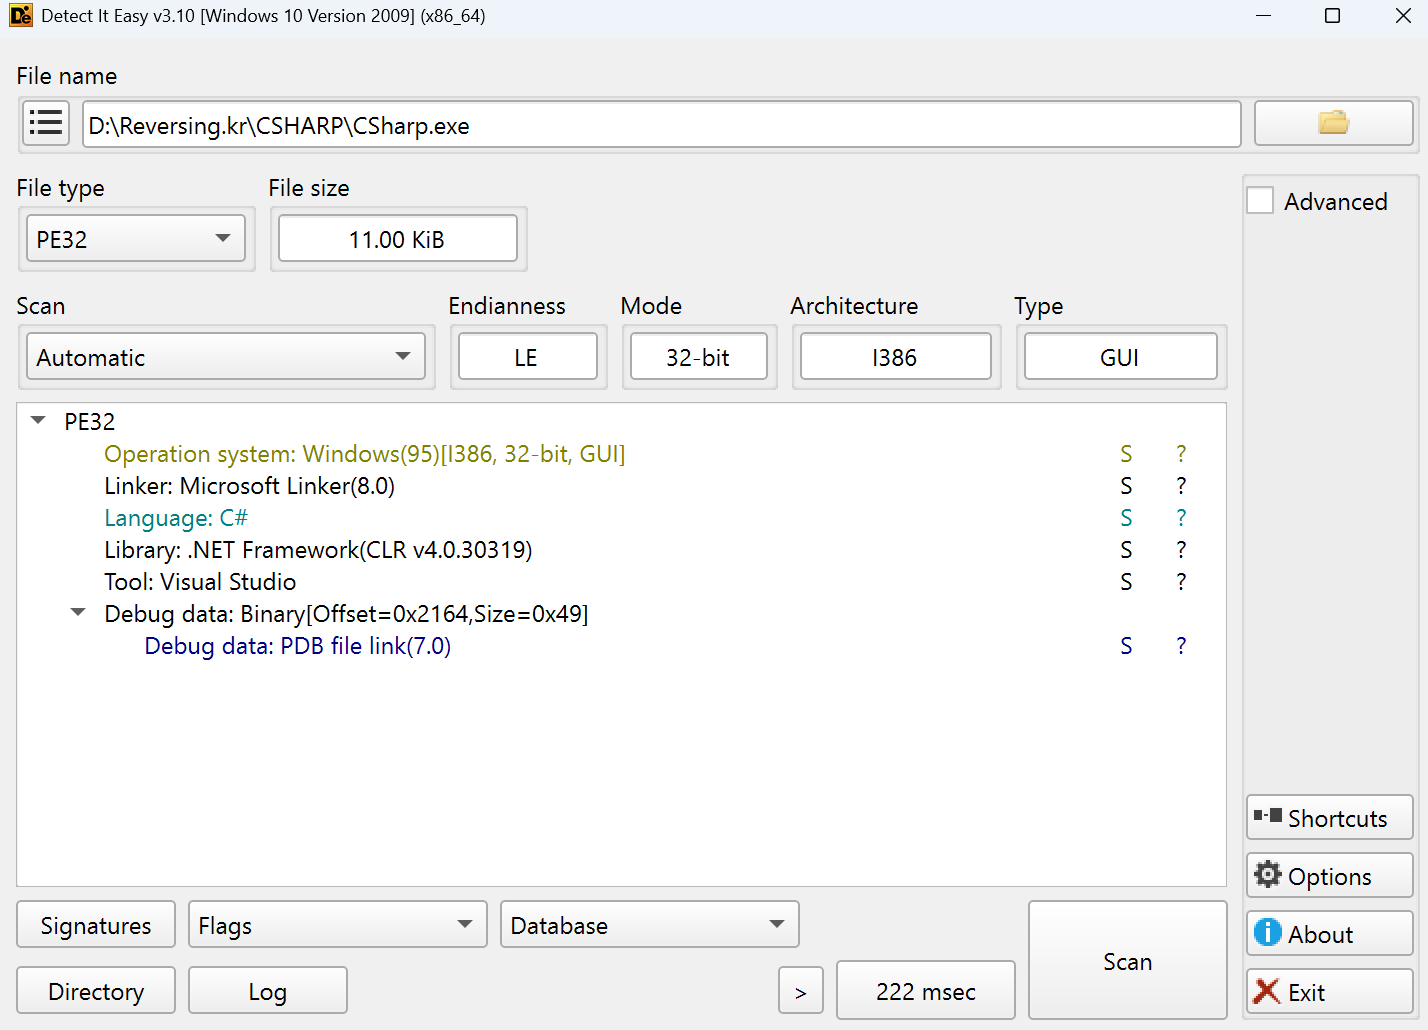 Detect It Easy v3.10 [Windows 10 Version 2009] (x86_64)
File name
D:\Reversing.kr\CSHARP\CSharp.exe
File type File size
PE32 11.00 KiB
Advanced
Scan Endianness Mode Architecture Type
Automatic LE 32-bit I386 GUI
PE32
Operation system: Windows(95)[I386, 32-bit, GUI] S ?
Linker: Microsoft Linker(8.0) S ?
Language: C# S ?
Library: .NET Framework(CLR v4.0.30319) S ?
Tool: Visual Studio S ?
Debug data: Binary[Offset=0x2164,Size=0x49]
Debug data: PDB file link(7.0) S ?
Shortcuts
Options
About
Exit
Signatures Flags Database
Scan
Directory Log > 222 msec